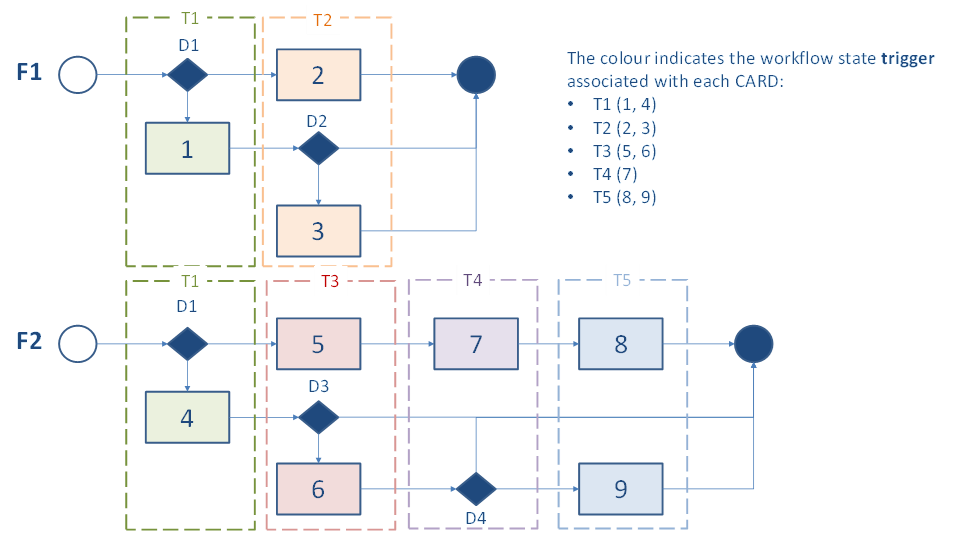 T1
T2
D1
F1
2
The colour indicates the workflow state trigger
associated with each CARD:
• T1 (1, 4)
• T2 (2, 3)
• T3 (5, 6)
• T4 (7)
• T5 (8, 9)
D2
1
3
T1
T3
T4
T5
D1
F2
5
7
8
D3
4
6
9
D4